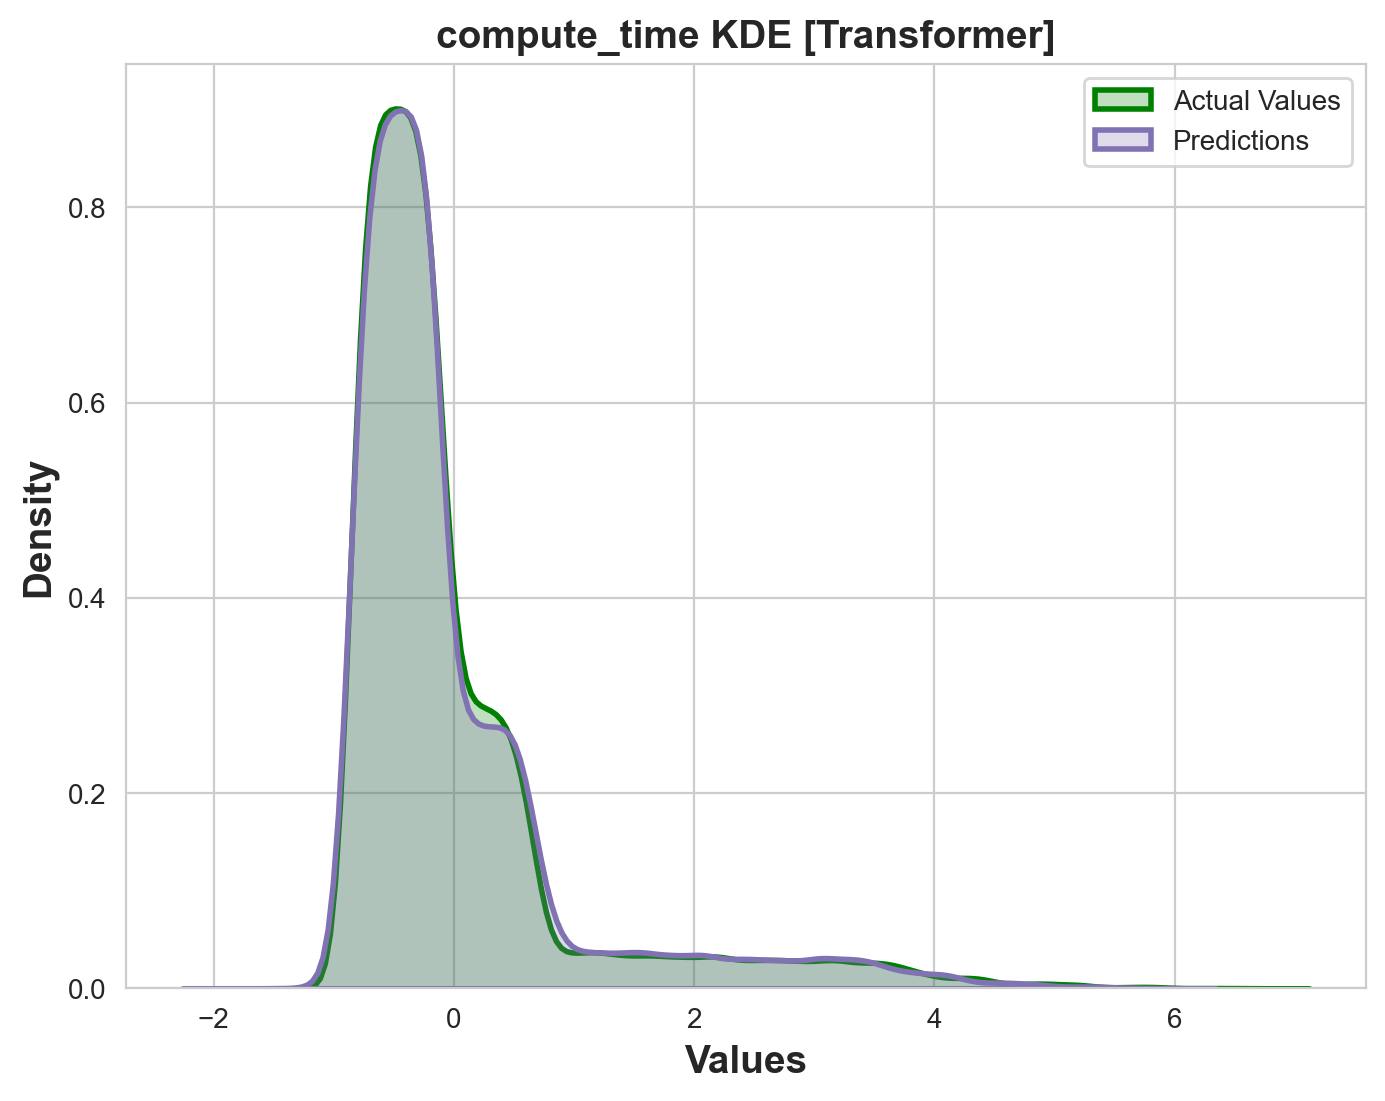 compute_time KDE [Transformer]
Actual Values
Predictions
Density
0.8
0.6
0.4
0.2
0.0
−2
0
2
4
6
Values